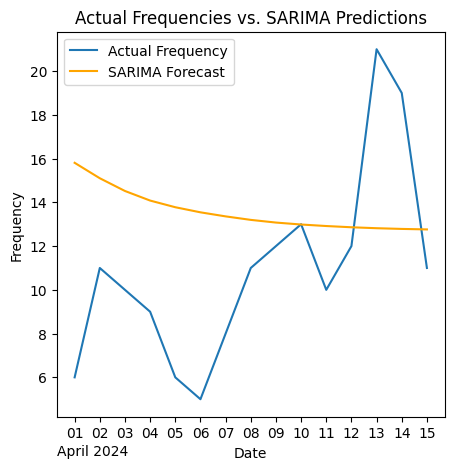 Actual Frequencies vs. SARIMA Predictions
Actual Frequency
SARIMA Forecast
Frequency
20
18
16
14
12
10
8
6
01 02 03 04 05 06 07 08 09 10 11 12 13 14 15
April 2024
Date